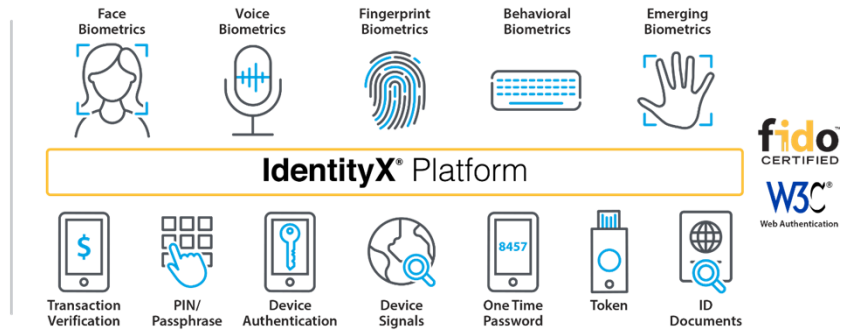 Face
Biometrics
Voice
Biometrics
Fingerprint
Biometrics
Behavioral
Biometrics
Emerging
Biometrics
IdentityX® Platform
fido™
CERTIFIED
W3C®
Web Authentication
$
8457
Transaction
Verification
PIN/
Passphrase
Device
Authentication
Device
Signals
One Time
Password
Token
ID
Documents